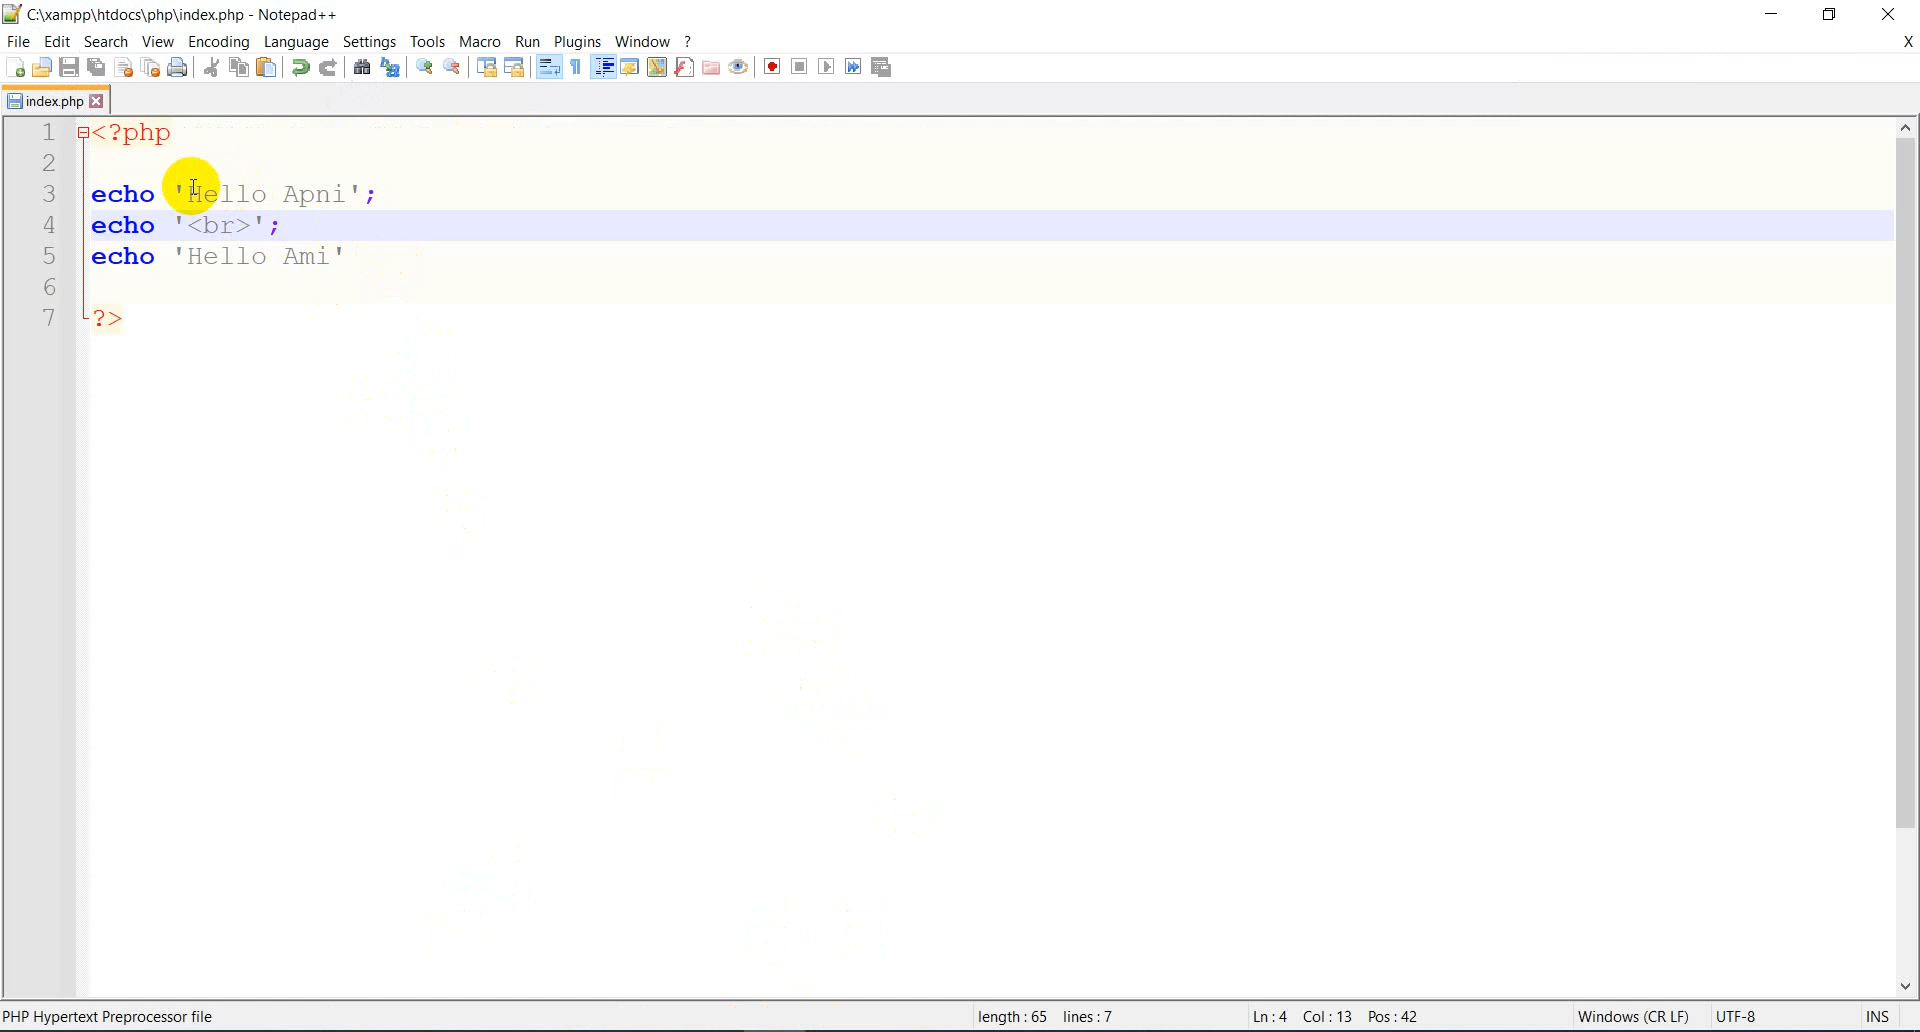 C:\xampp\htdocs\php\index.php - Notepad++
File Edit Search View Encoding Language Settings Tools Macro Run Plugins Window ? X
index.php
1 <?php
2
3 echo 'Hello Apni';
4 echo '<br>';
5 echo 'Hello Ami'
6
7 ?>
PHP Hypertext Preprocessor file length : 65 lines : 7 Ln : 4 Col : 13 Pos : 42 Windows (CR LF) UTF-8 INS